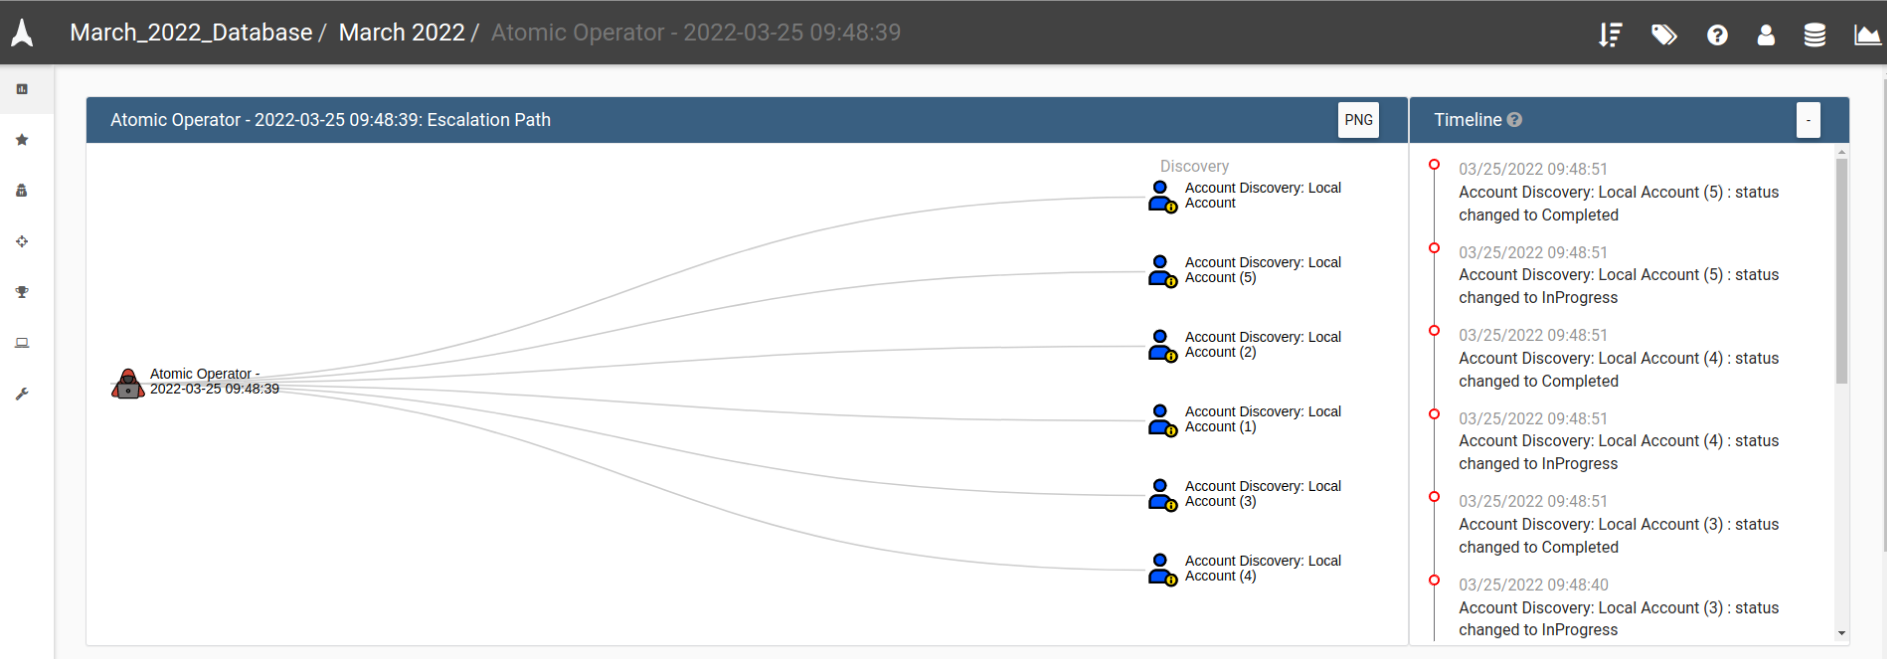 March_2022_Database / March 2022 / Atomic Operator - 2022-03-25 09:48:39
Atomic Operator - 2022-03-25 09:48:39: Escalation Path
PNG
Discovery
Account Discovery: Local
Account
Account Discovery: Local
Account (5)
Account Discovery: Local
Account (2)
Atomic Operator -
2022-03-25 09:48:39
Account Discovery: Local
Account (1)
Account Discovery: Local
Account (3)
Account Discovery: Local
Account (4)
Timeline ?
-
03/25/2022 09:48:51
Account Discovery: Local Account (5) : status
changed to Completed
03/25/2022 09:48:51
Account Discovery: Local Account (5) : status
changed to InProgress
03/25/2022 09:48:51
Account Discovery: Local Account (4) : status
changed to Completed
03/25/2022 09:48:51
Account Discovery: Local Account (4) : status
changed to InProgress
03/25/2022 09:48:51
Account Discovery: Local Account (3) : status
changed to Completed
03/25/2022 09:48:40
Account Discovery: Local Account (3) : status
changed to InProgress